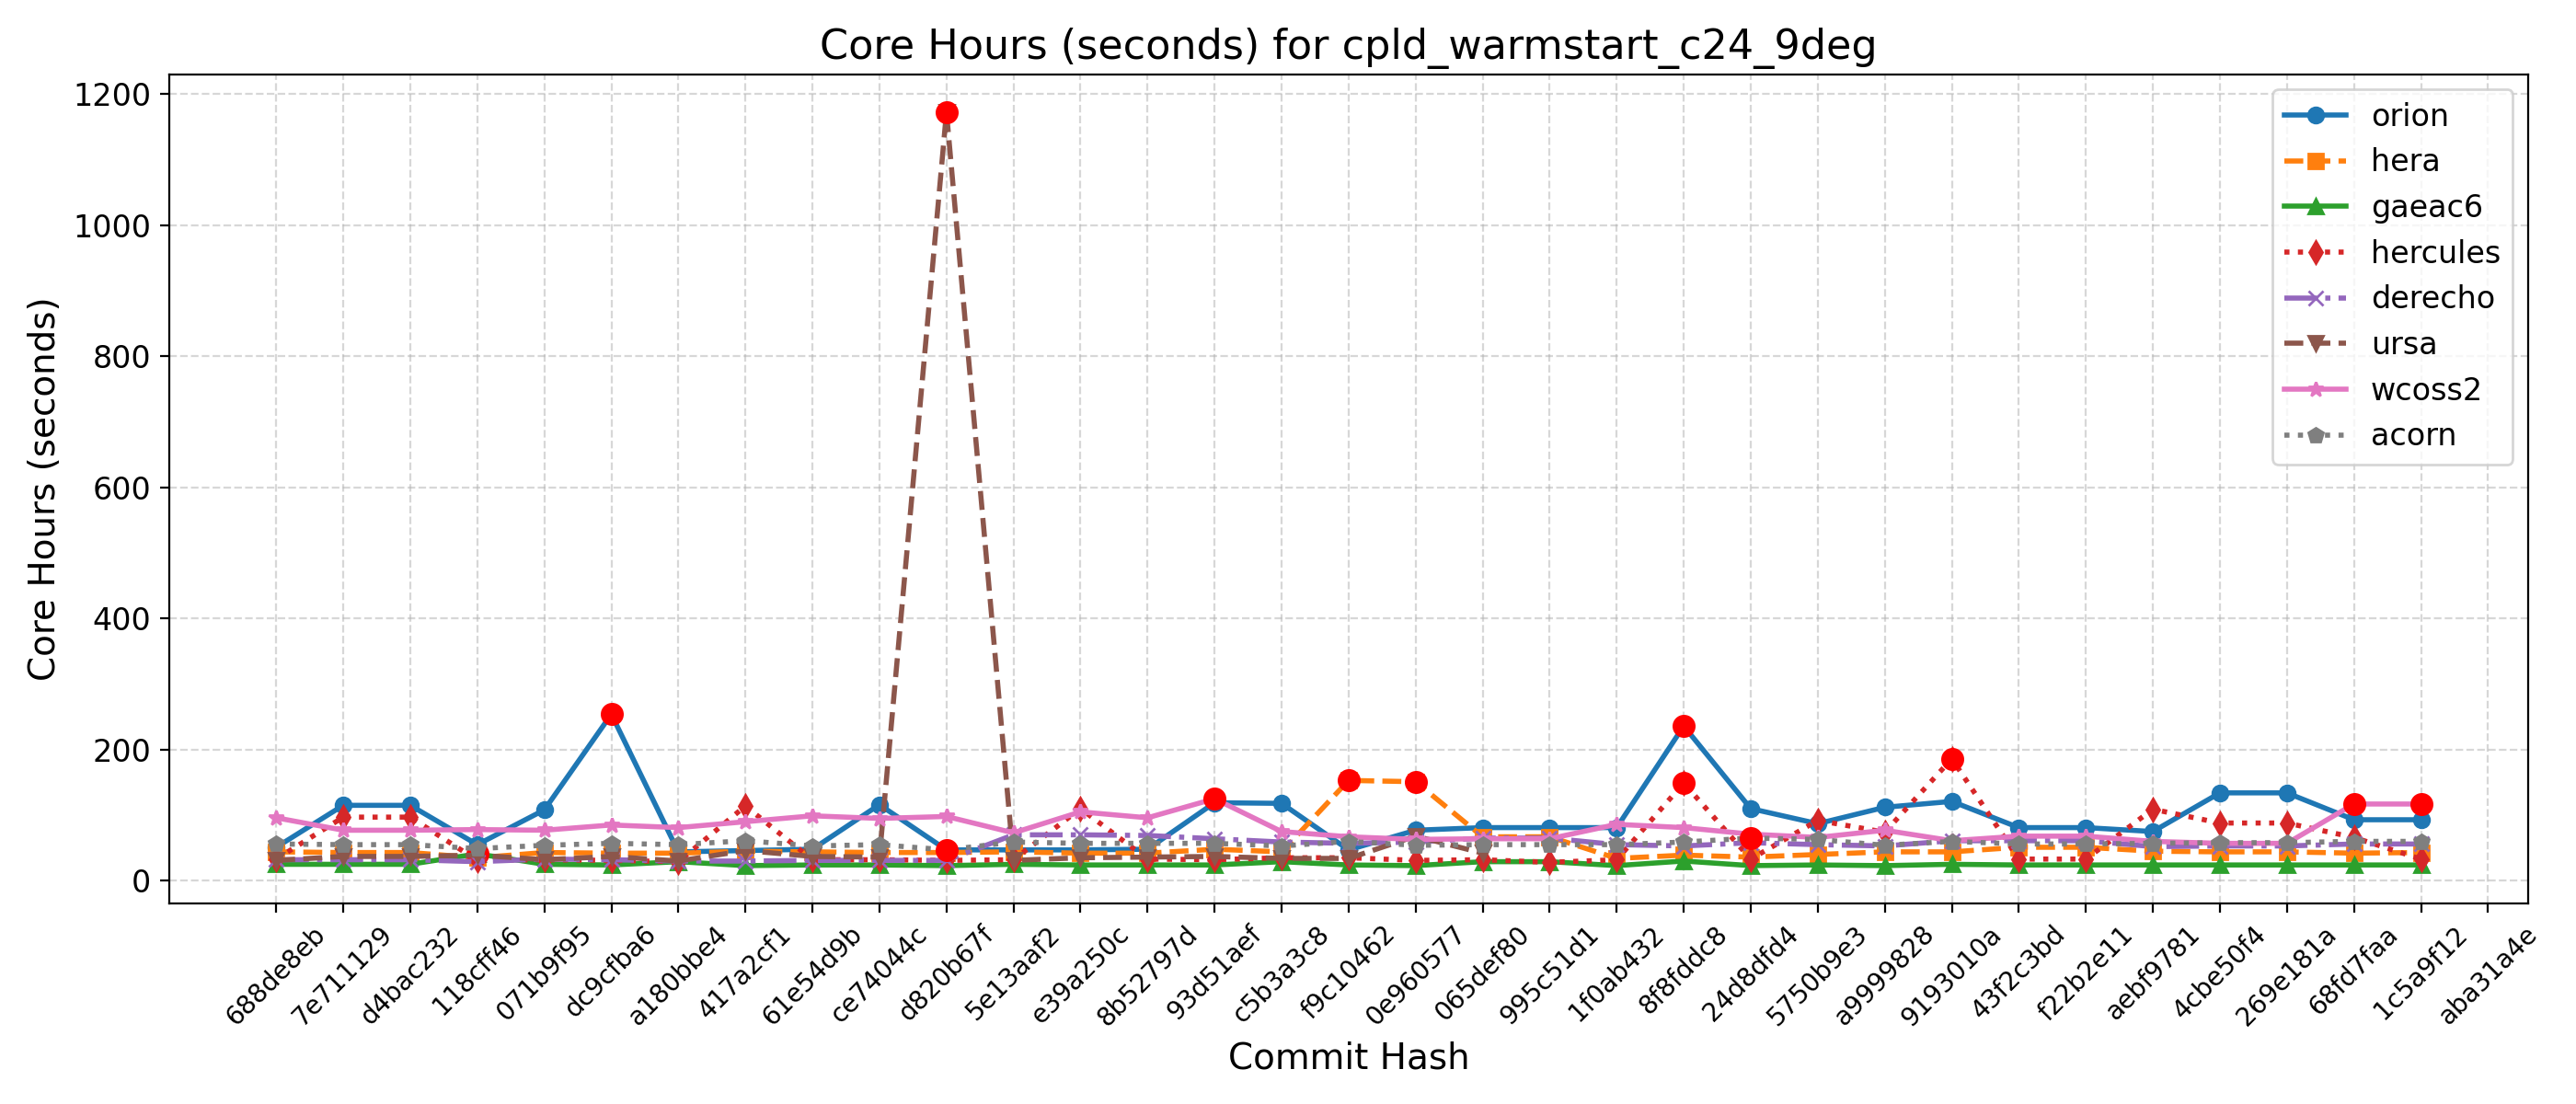 Core Hours (seconds) for cpld_warmstart_c24_9deg
Core Hours (seconds)
1200
1000
800
600
400
200
0
orion
hera
gaeac6
hercules
derecho
ursa
wcoss2
acorn
688de8eb
7e711129
d4bac232
118cff46
071b9f95
dc9cfba6
a180bbe4
417a2cf1
61e54d9b
ce74044c
d820b67f
5e13aaf2
e39a250c
8b52797d
93d51aef
c5b3a3c8
f9c10462
0e960577
065def80
995c51d1
1f0ab432
8f8fddc8
24d8dfd4
5750b9e3
a9999828
9193010a
43f2c3bd
f22b2e11
aebf9781
4cbe50f4
269e181a
68fd7faa
1c5a9f12
aba31a4e
Commit Hash